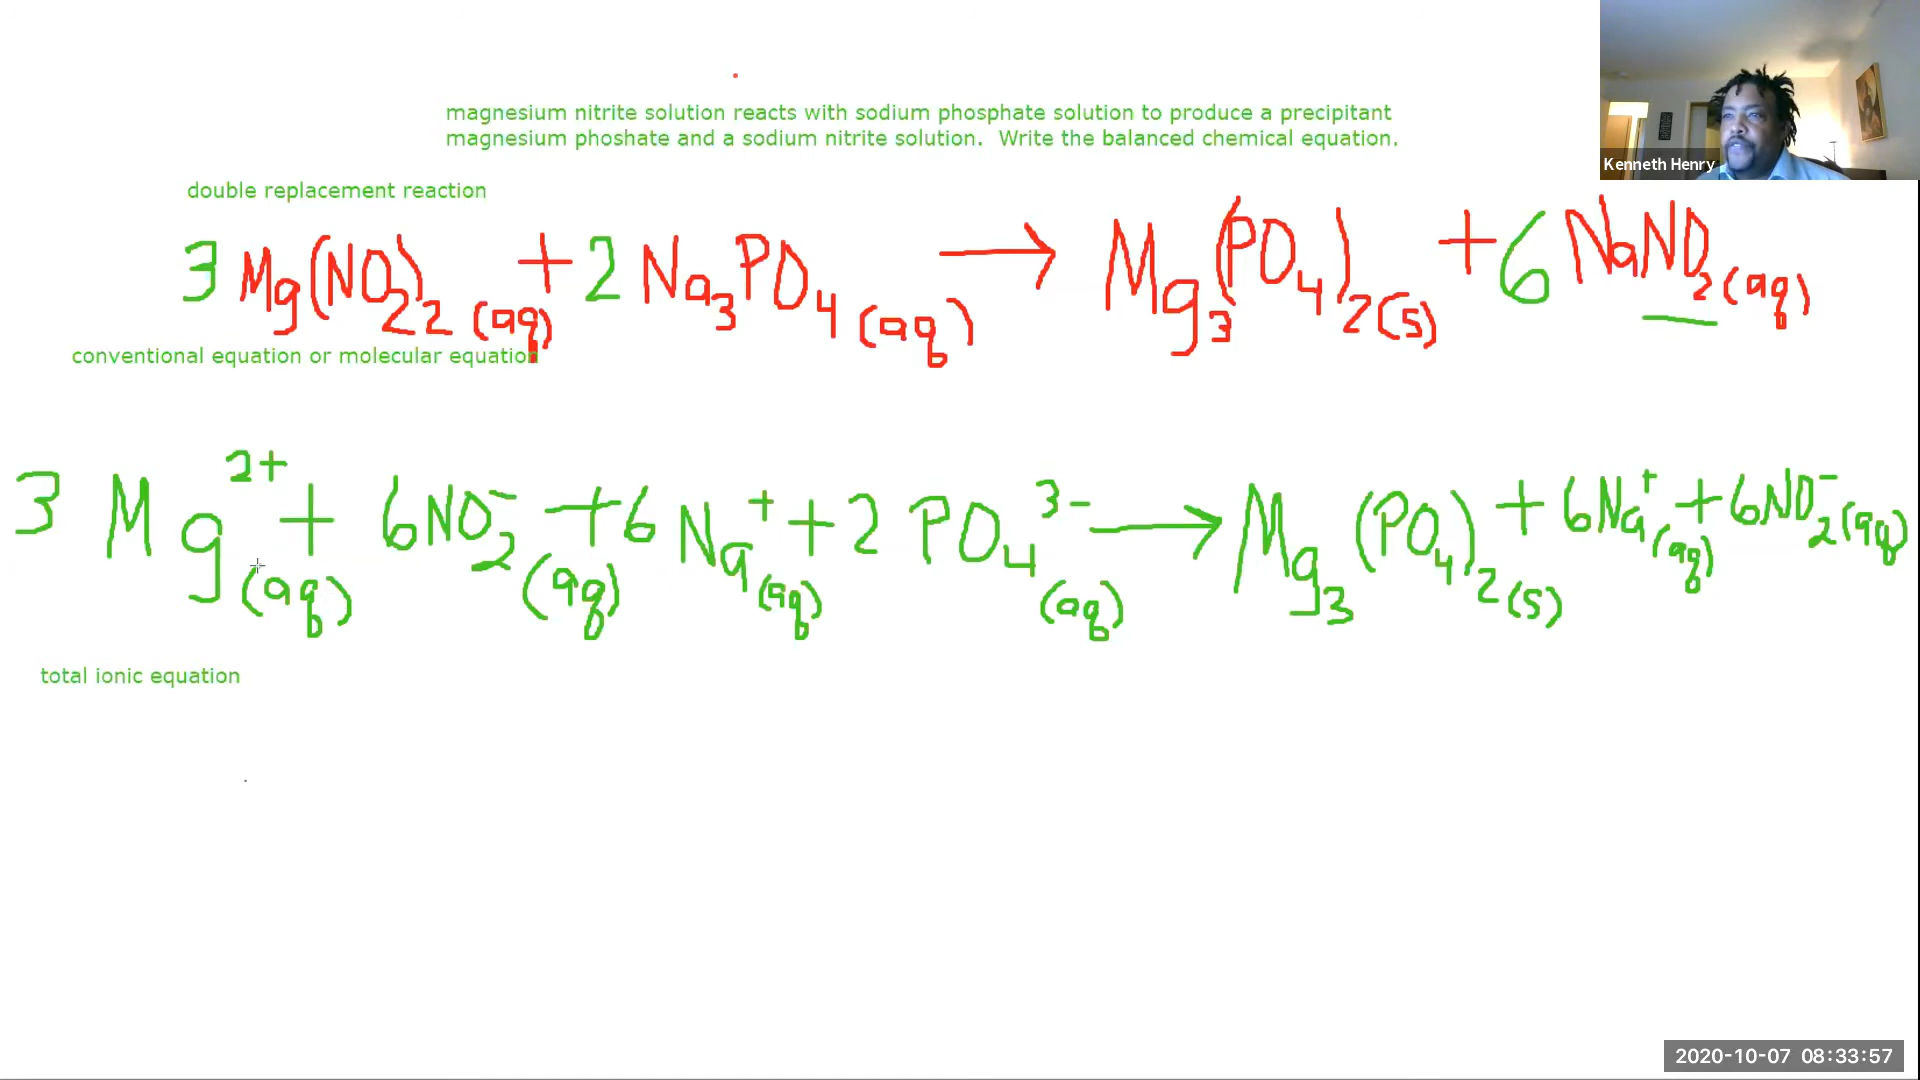 magnesium nitrite solution reacts with sodium phosphate solution to produce a precipitant
magnesium phoshate and a sodium nitrite solution.  Write the balanced chemical equation.
Kenneth Henry
double replacement reaction
3 Mg(NO₂)₂ (aq) + 2 Na₃PO₄ (aq) → Mg₃(PO₄)₂(s) + 6 NaNO₂(aq)
conventional equation or molecular equation
3 Mg²⁺(aq) + 6NO₂⁻(aq) + 6 Na⁺(aq) + 2 PO₄³⁻(aq) → Mg₃(PO₄)₂(s) + 6Na⁺(aq) + 6NO₂⁻(aq)
total ionic equation
2020-10-07 08:33:57